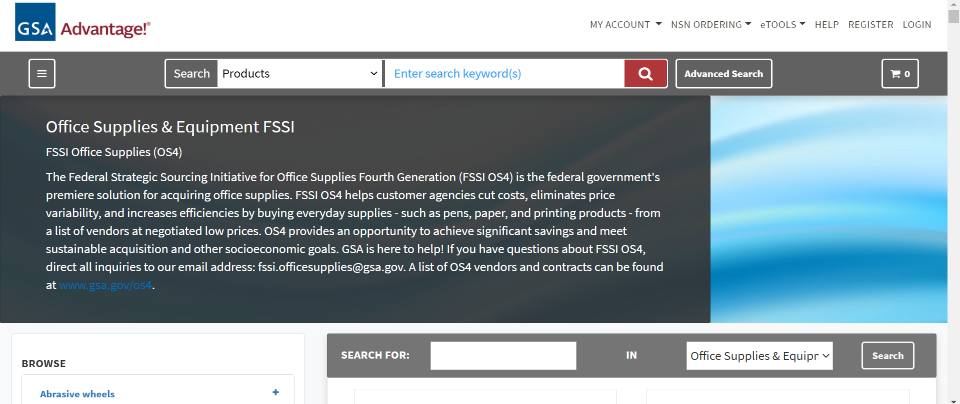 GSA Advantage!®
MY ACCOUNT NSN ORDERING eTOOLS HELP REGISTER LOGIN
Search Products Enter search keyword(s) Advanced Search 0
Office Supplies & Equipment FSSI
FSSI Office Supplies (OS4)
The Federal Strategic Sourcing Initiative for Office Supplies Fourth Generation (FSSI OS4) is the federal government's
premiere solution for acquiring office supplies. FSSI OS4 helps customer agencies cut costs, eliminates price
variability, and increases efficiencies by buying everyday supplies - such as pens, paper, and printing products - from
a list of vendors at negotiated low prices. OS4 provides an opportunity to achieve significant savings and meet
sustainable acquisition and other socioeconomic goals. GSA is here to help! If you have questions about FSSI OS4,
direct all inquiries to our email address: fssi.officesupplies@gsa.gov. A list of OS4 vendors and contracts can be found
at www.gsa.gov/os4.
SEARCH FOR: IN Office Supplies & Equipr Search
BROWSE
Abrasive wheels +